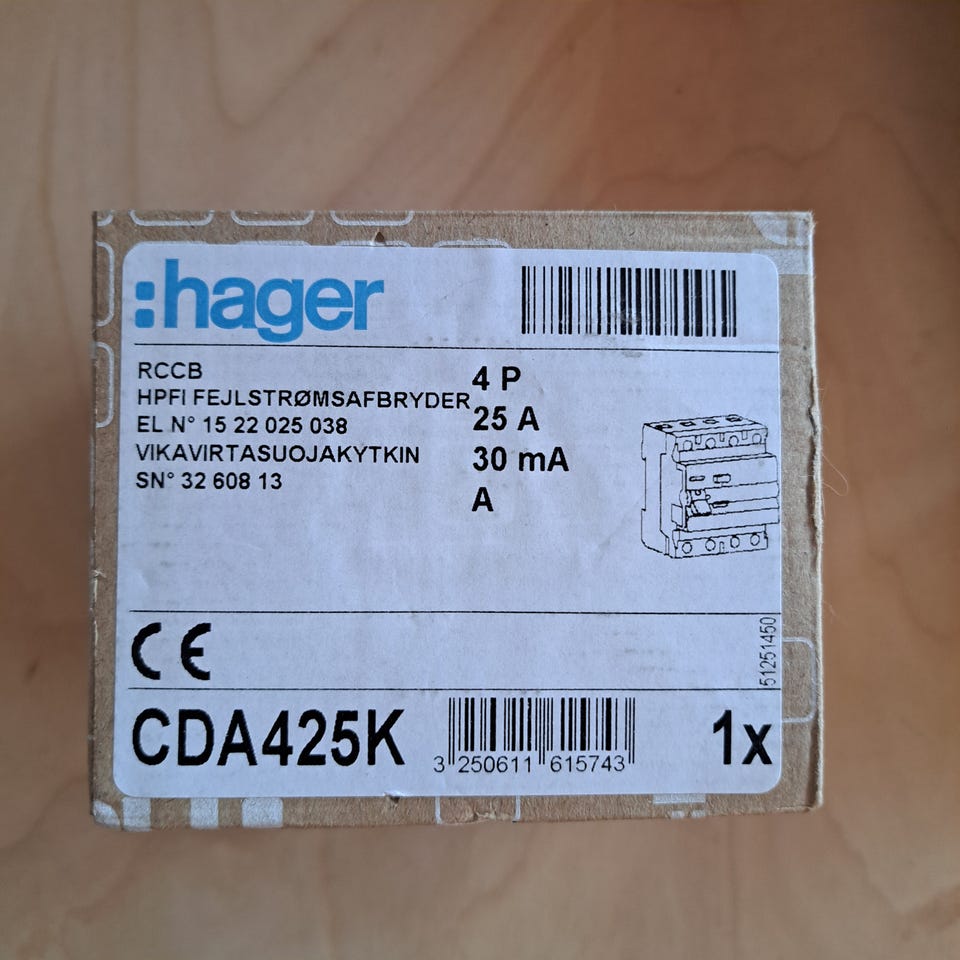 :hager
RCCB
HPFI FEJLSTRØMSAFBRYDER
EL N° 15 22 025 038
VIKAVIRTASUOJAKYTKIN
SN° 32 608 13
4 P
25 A
30 mA
A
51251450
CE
CDA425K
3 250611 615743
1x